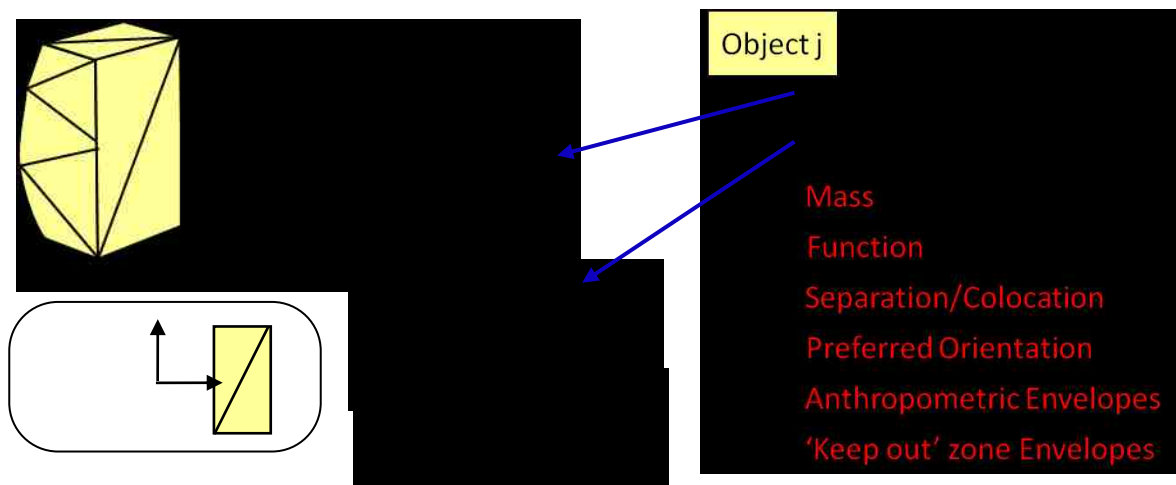 Object j
Mass
Function
Separation/Colocation
Preferred Orientation
Anthropometric Envelopes
‘Keep out’ zone Envelopes